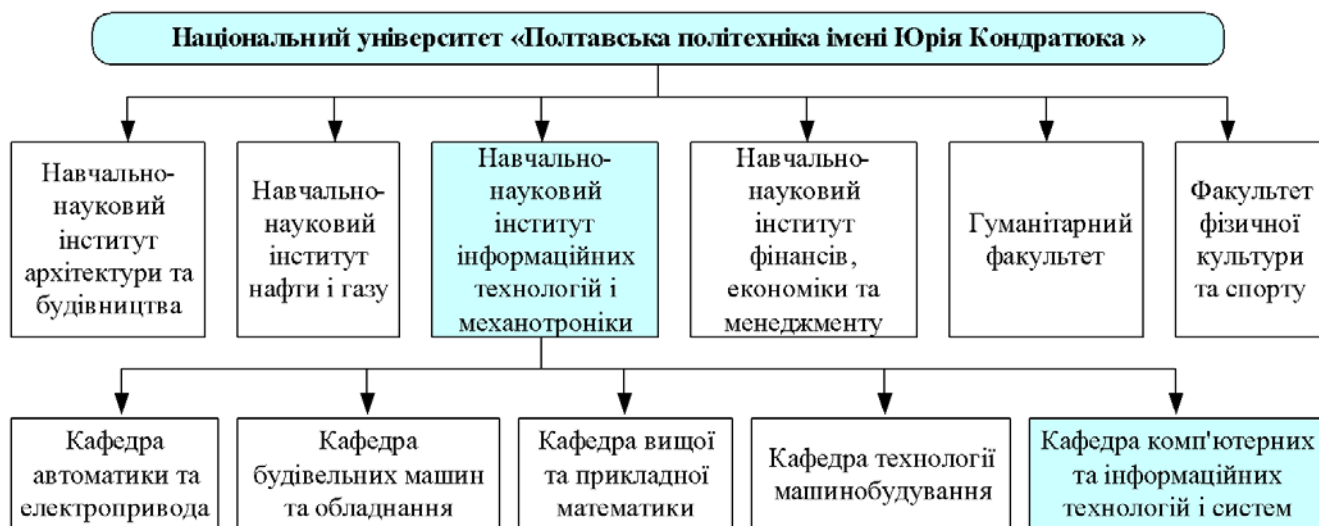 Національний університет «Полтавська політехніка імені Юрія Кондратюка »
Навчально-
науковий
інститут
архітектури та
будівництва
Навчально-
науковий
інститут
нафти і газу
Навчально-
науковий
інститут
інформаційних
технологій і
механотроніки
Навчально-
науковий
інститут
фінансів,
економіки та
менеджменту
Гуманітарний
факультет
Факультет
фізичної
культури
та спорту
Кафедра
автоматики та
електропривода
Кафедра
будівельних машин
та обладнання
Кафедра вищої
та прикладної
математики
Кафедра технології
машинобудування
Кафедра комп'ютерних
та інформаційних
технологій і систем